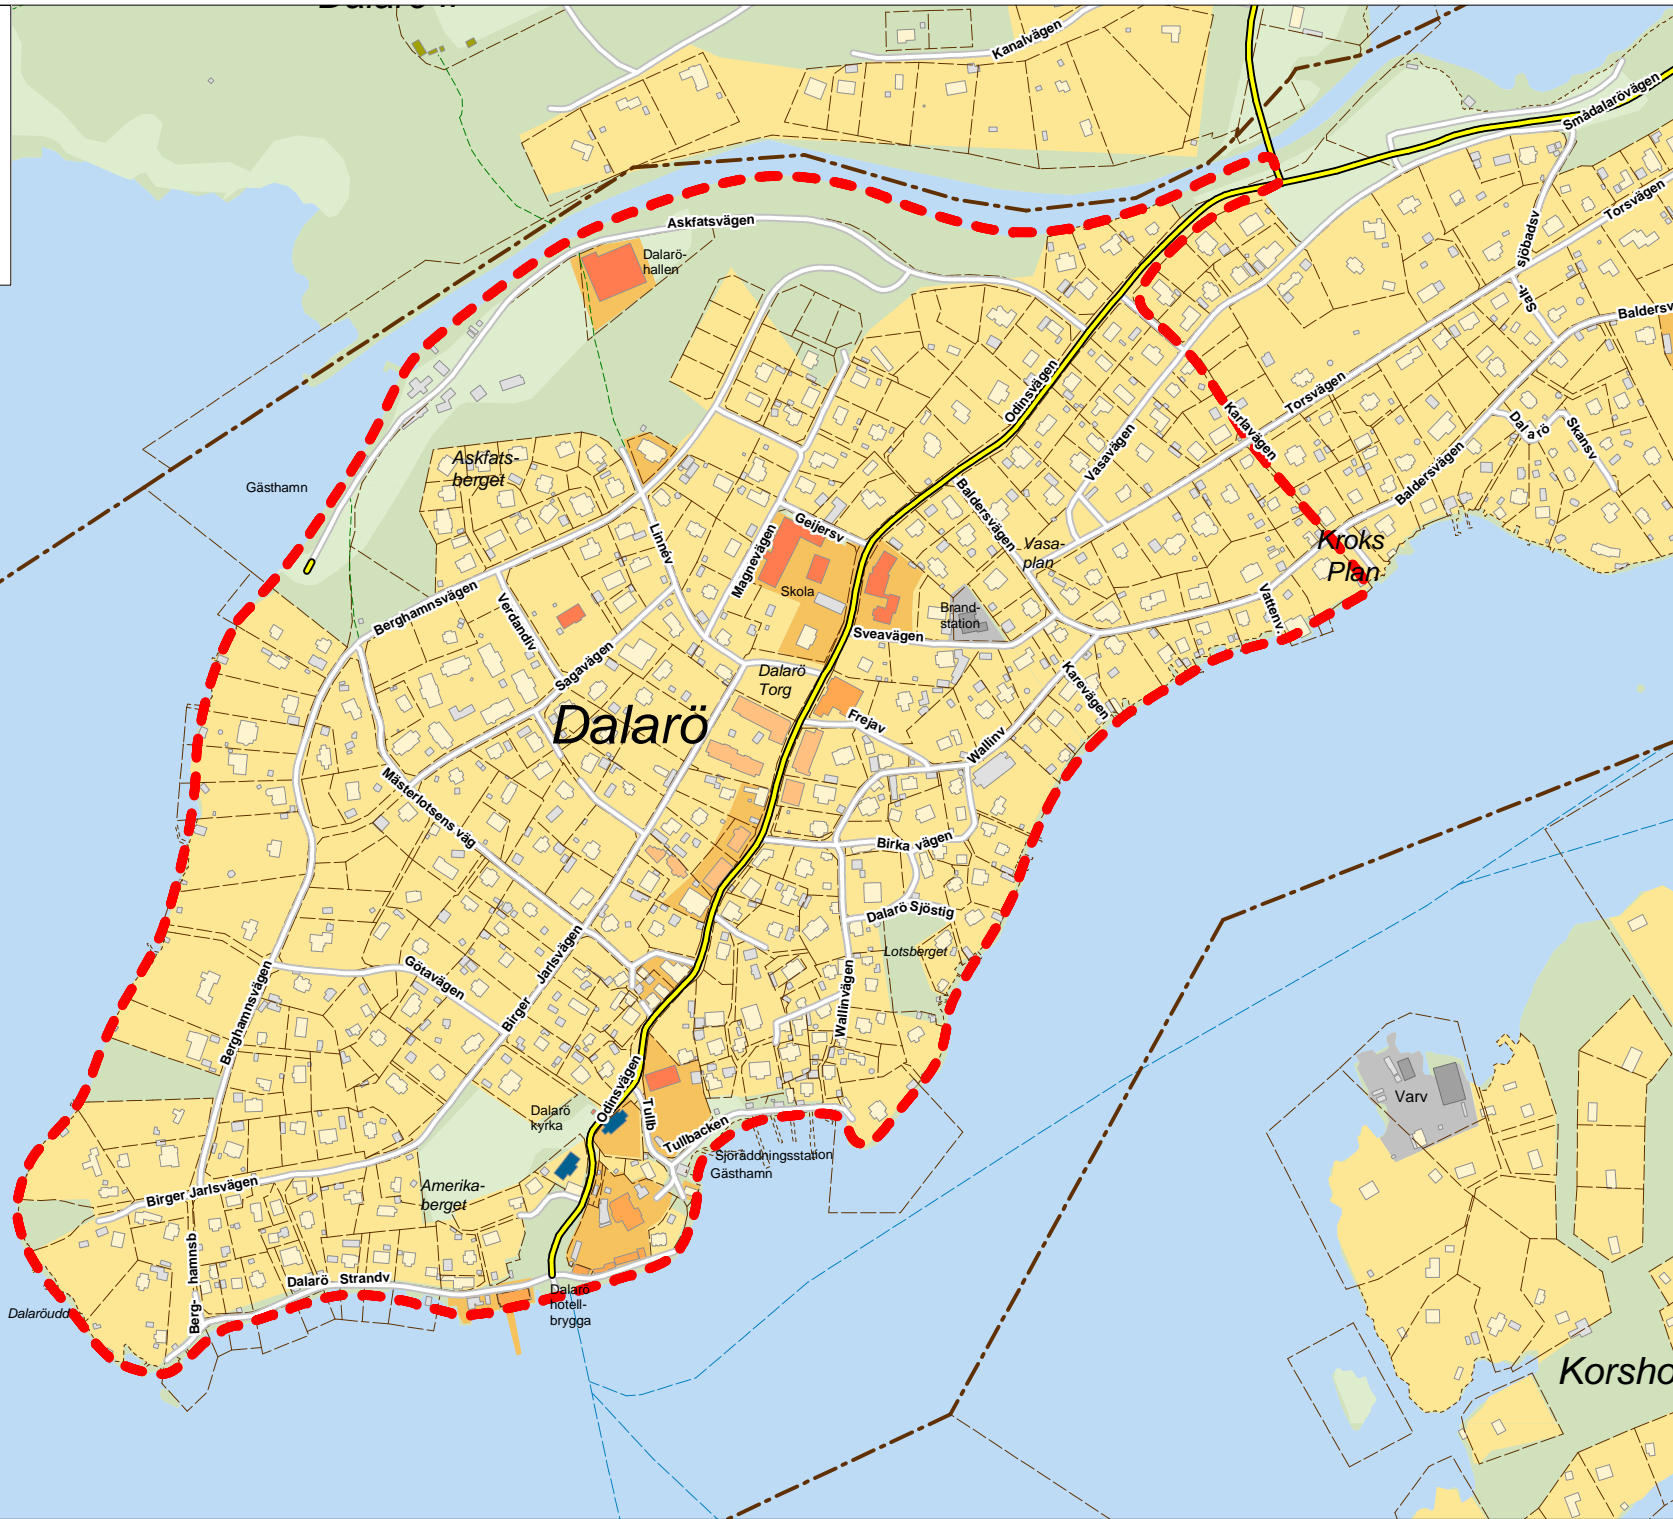 Kanalvägen
Smådalarövägen
Askfatsvägen
Dalarö-
hallen
Torsvägen
sjöbadsv
Salt-
Odinsvägen
Torsvägen
Karlavägen
Dal a rö
Skansv
Vasavägen
Baldersvägen
Askfats-
berget
Gästhamn
Baldersvägen
Geijersv
Linnév
Magnevägen
Vasa-
plan
Kroks
Plan
Skola
Brand-
station
Vattenv.
Berghamnsvägen
Verdandiv
Sveavägen
Sagavägen
Dalarö
Torg
Karevägen
Dalarö
Frejav
Wallinv
Mästerlotsens väg
Birka vägen
Dalarö Sjöstig
Lotsberget
Götavägen
Birger Jarlsvägen
Berghamnsvägen
Wallinvägen
Odinsvägen
Varv
Dalarö
kyrka
Tullb
Tullbacken
Sjöräddningsstation
Gästhamn
Birger Jarlsvägen
Amerika-
berget
Berg- hamnsb
Dalarö Strandv
Dalarö
hotell-
brygga
Dalaröudd